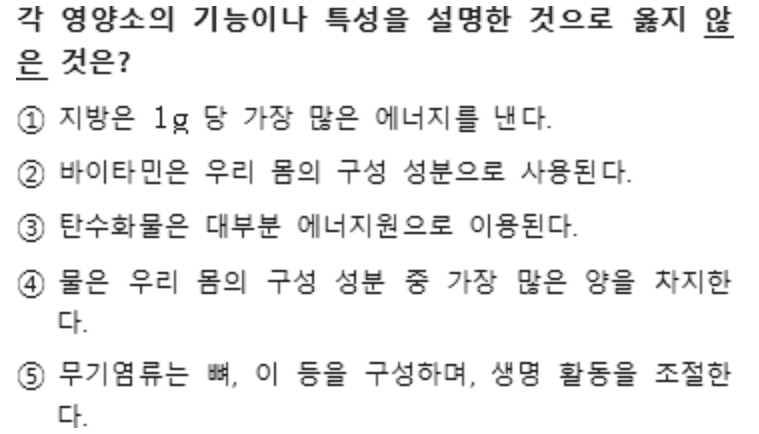 각 영양소의 기능이나 특성을 설명한 것으로 옳지 않
은 것은?
① 지방은 1g 당 가장 많은 에너지를 낸다.
② 바이타민은 우리 몸의 구성 성분으로 사용된다.
③ 탄수화물은 대부분 에너지원으로 이용된다.
④ 물은 우리 몸의 구성 성분 중 가장 많은 양을 차지한
다.
⑤ 무기염류는 뼈, 이 등을 구성하며, 생명 활동을 조절한
다.